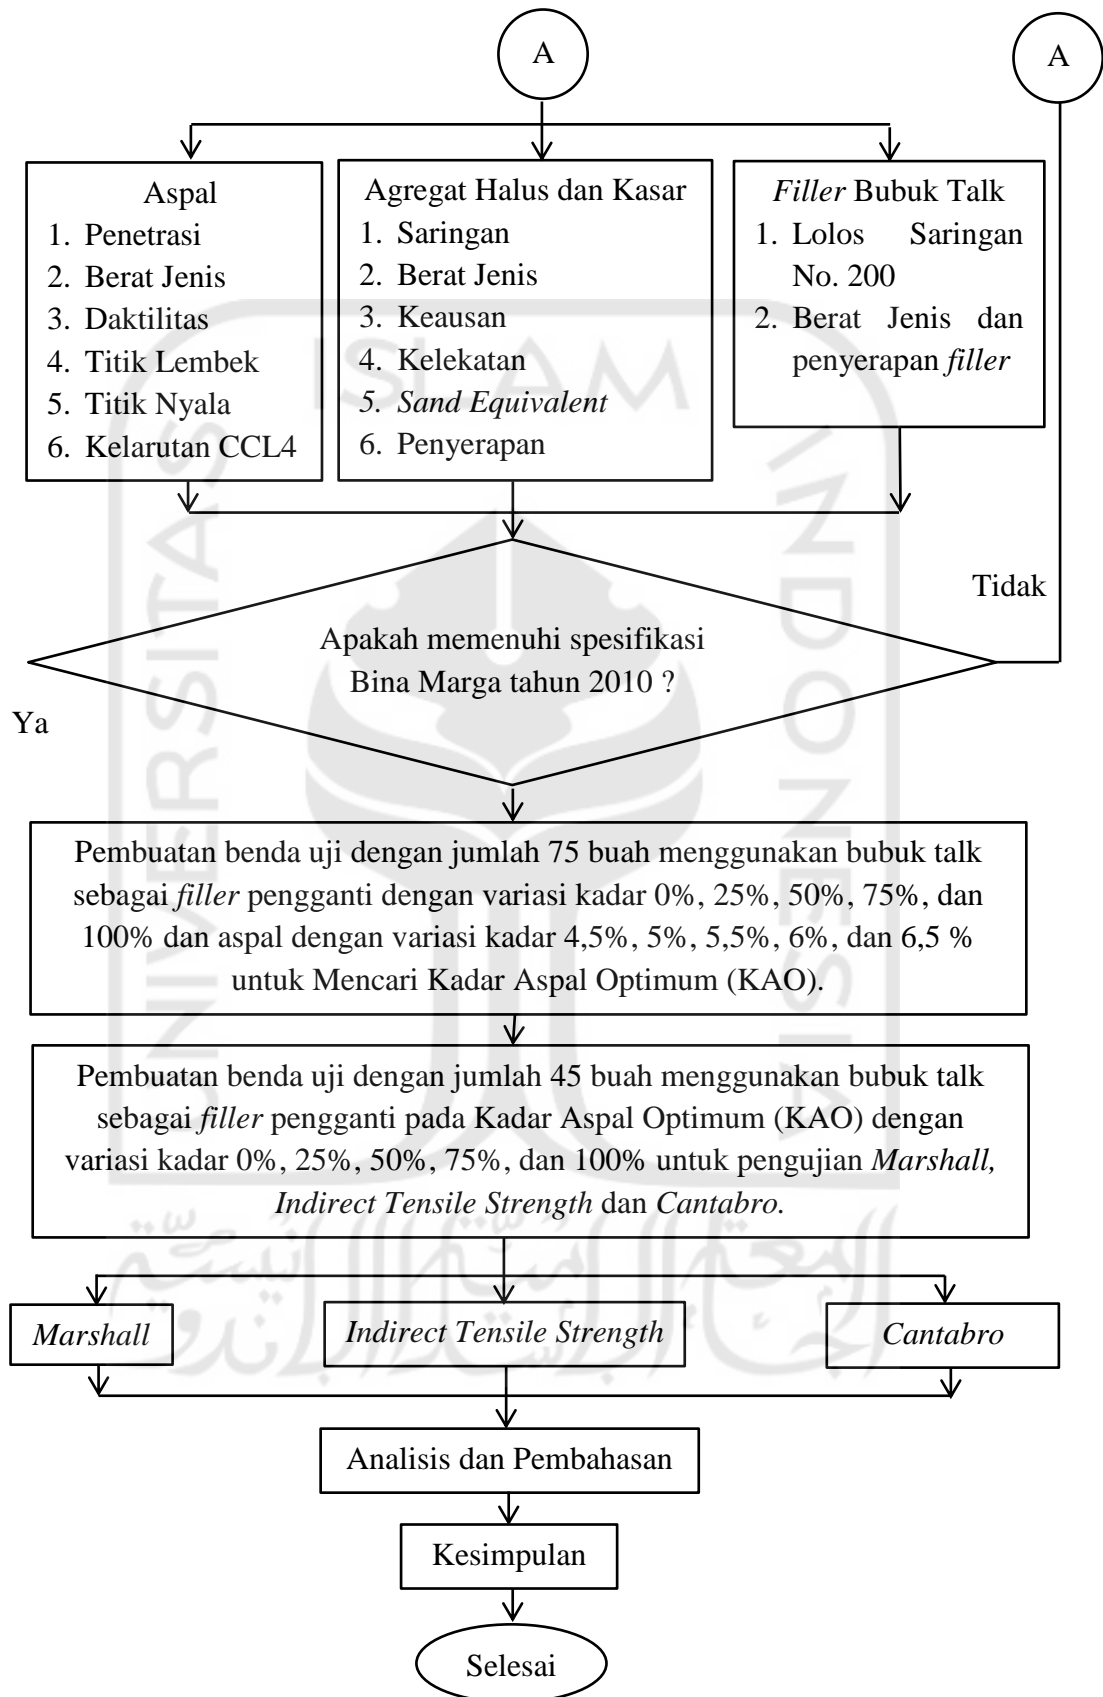 A
A
Aspal
1. Penetrasi
2. Berat Jenis
3. Daktilitas
4. Titik Lembek
5. Titik Nyala
6. Kelarutan CCL4
Agregat Halus dan Kasar
1. Saringan
2. Berat Jenis
3. Keausan
4. Kelekatan
5. Sand Equivalent
6. Penyerapan
Filler Bubuk Talk
1. Lolos Saringan
No. 200
2. Berat Jenis dan
penyerapan filler
Tidak
Apakah memenuhi spesifikasi
Bina Marga tahun 2010 ?
Ya
Pembuatan benda uji dengan jumlah 75 buah menggunakan bubuk talk
sebagai filler pengganti dengan variasi kadar 0%, 25%, 50%, 75%, dan
100% dan aspal dengan variasi kadar 4,5%, 5%, 5,5%, 6%, dan 6,5 %
untuk Mencari Kadar Aspal Optimum (KAO).
Pembuatan benda uji dengan jumlah 45 buah menggunakan bubuk talk
sebagai filler pengganti pada Kadar Aspal Optimum (KAO) dengan
variasi kadar 0%, 25%, 50%, 75%, dan 100% untuk pengujian Marshall,
Indirect Tensile Strength dan Cantabro.
Marshall
Indirect Tensile Strength
Cantabro
Analisis dan Pembahasan
Kesimpulan
Selesai
UNIVERSITAS
ISLAM
INDONESIA